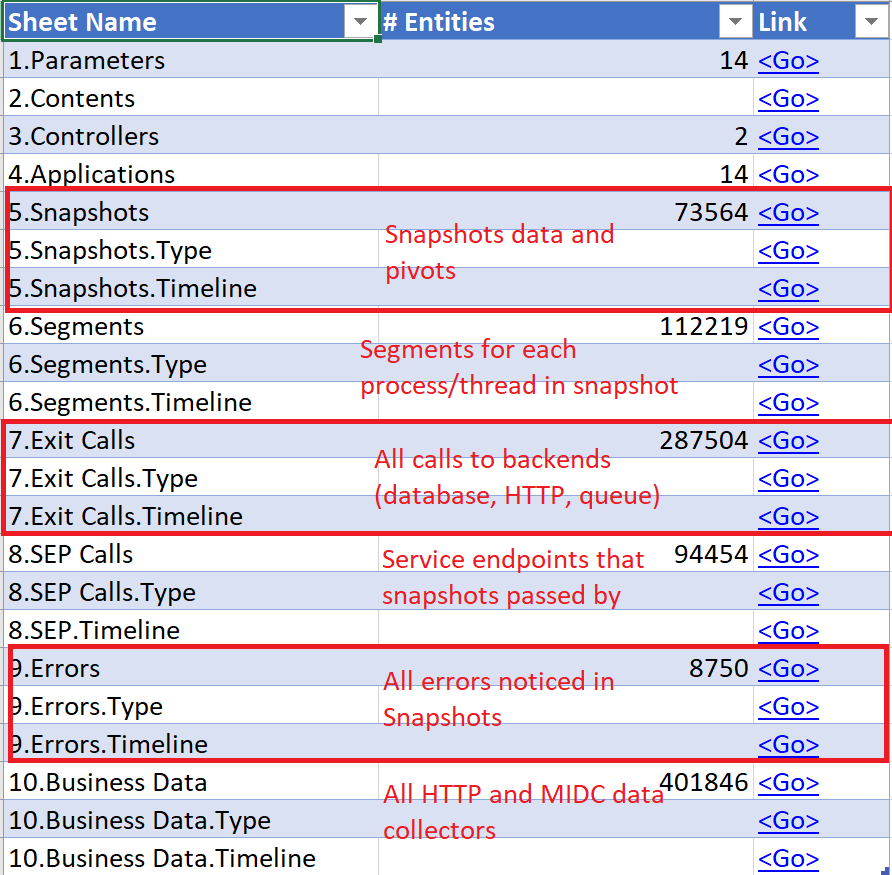 Sheet Name # Entities Link
1.Parameters 14 <Go>
2.Contents <Go>
3.Controllers 2 <Go>
4.Applications 14 <Go>
5.Snapshots 73564 <Go>
Snapshots data and
5.Snapshots.Type <Go>
pivots
5.Snapshots.Timeline <Go>
6.Segments 112219 <Go>
Segments for each
6.Segments.Type <Go>
process/thread in snapshot
6.Segments.Timeline <Go>
7.Exit Calls 287504 <Go>
All calls to backends
7.Exit Calls.Type <Go>
(database, HTTP, queue)
7.Exit Calls.Timeline <Go>
8.SEP Calls 94454 <Go>
Service endpoints that
8.SEP Calls.Type <Go>
snapshots passed by
8.SEP.Timeline <Go>
9.Errors 8750 <Go>
All errors noticed in
9.Errors.Type <Go>
Snapshots
9.Errors.Timeline <Go>
10.Business Data 401846 <Go>
All HTTP and MIDC data
10.Business Data.Type <Go>
collectors
10.Business Data.Timeline <Go>